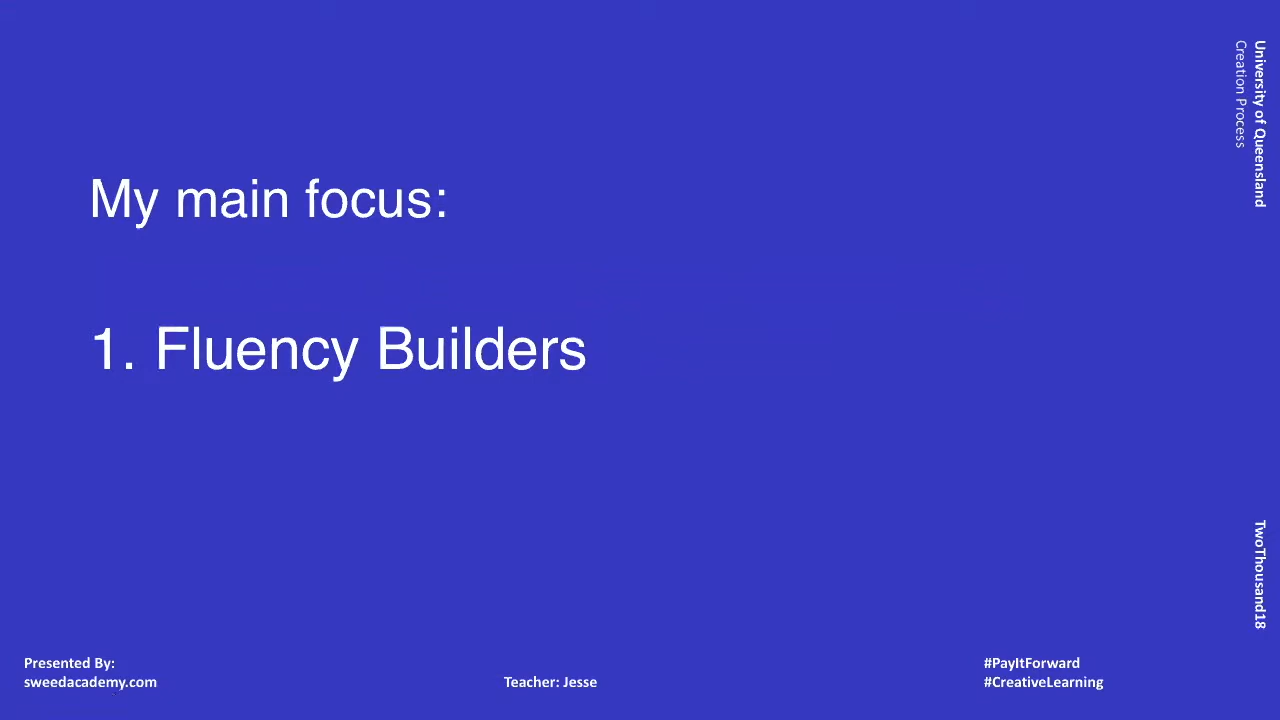 University of Queensland
Creation Process
My main focus:
1. Fluency Builders
TwoThousand18
Presented By:
sweedacademy.com
Teacher: Jesse
#PayItForward
#CreativeLearning